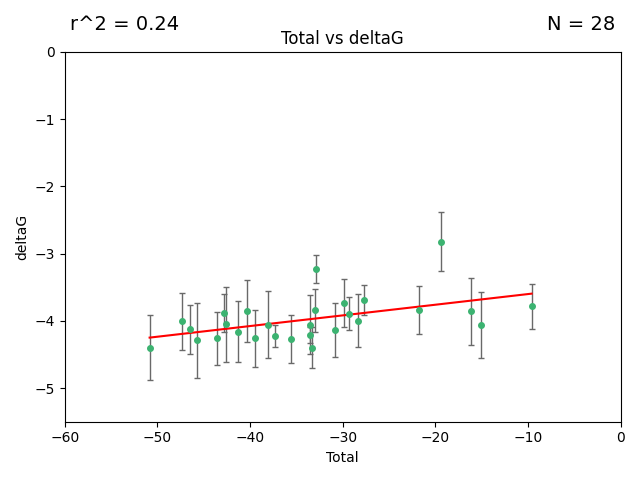 r^2 = 0.24
N = 28
Total vs deltaG
0
−1
−2
−3
−4
−5
deltaG
−60
−50
−40
−30
−20
−10
0
Total